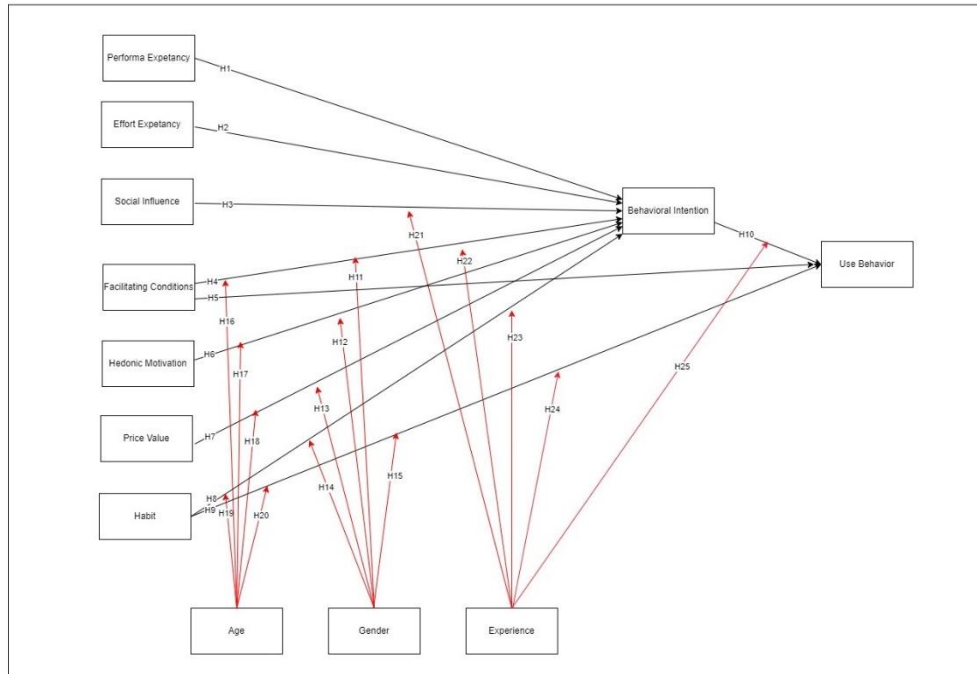 Performa Expetancy
H1
Effort Expetancy
H2
Social Influence
H3
H21
Behavioral Intention
H10
H22
Use Behavior
Facilitating Conditions
H4
H11
H5
H16
H12
H23
Hedonic Motivation
H6
H25
H17
H13
H24
Price Value
H7
H18
H14
H15
Habit
H8
H9
H19
H20
Age
Gender
Experience